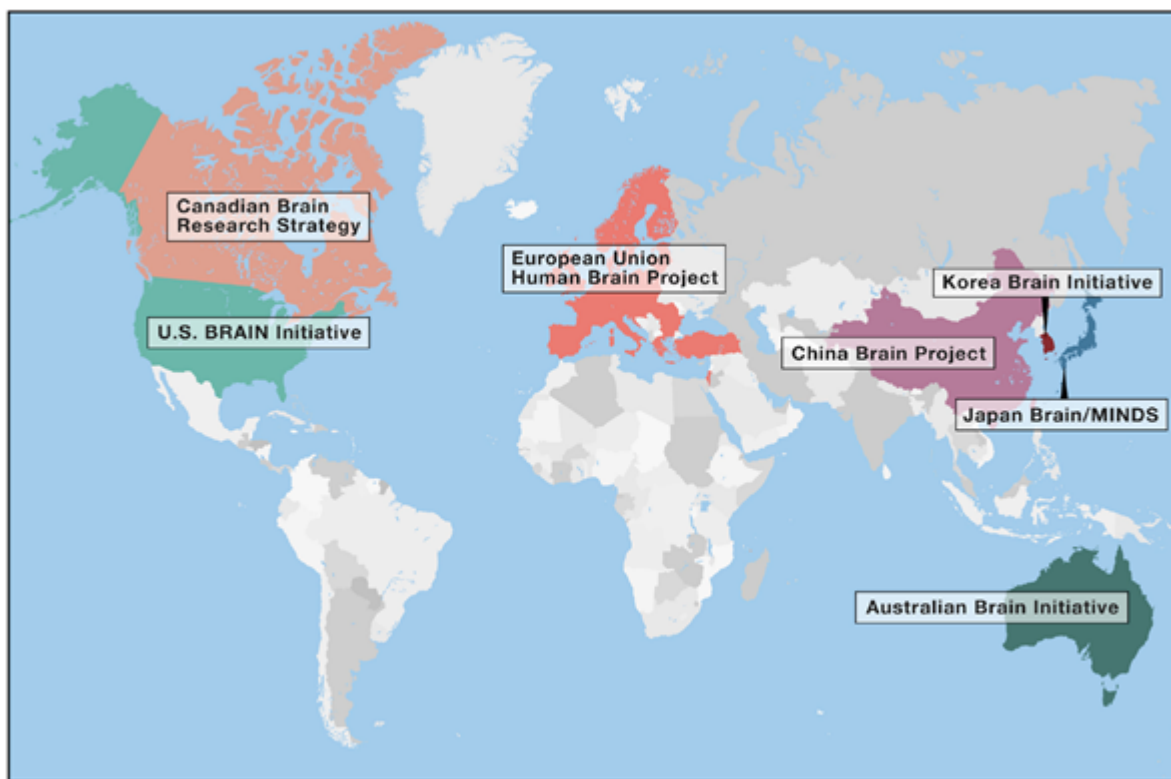 Canadian Brain
Research Strategy
European Union
Human Brain Project
Korea Brain Initiative
U.S. BRAIN Initiative
China Brain Project
Japan Brain/MINDS
Australian Brain Initiative